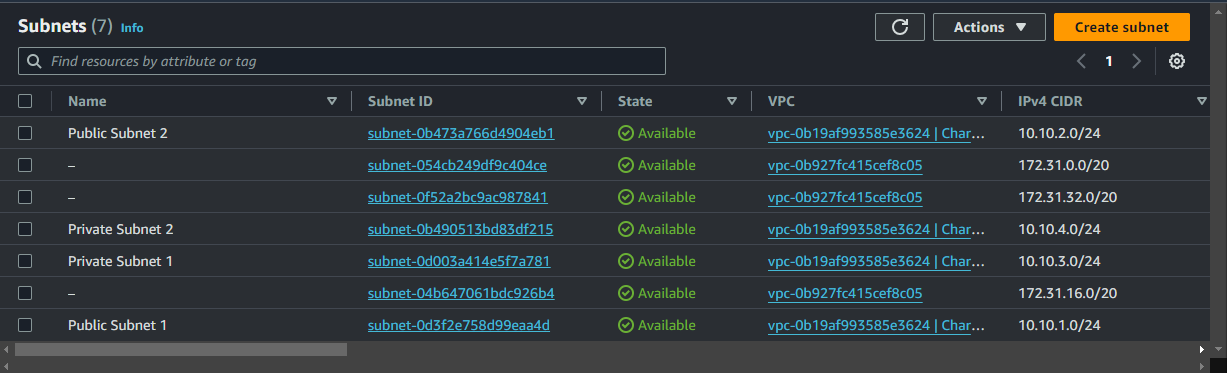 Subnets (7) Info
Actions
Create subnet
Find resources by attribute or tag
1
Name Subnet ID State VPC IPv4 CIDR
Public Subnet 2 subnet-0b473a766d4904eb1 Available vpc-0b19af993585e3624 | Char... 10.10.2.0/24
– subnet-054cb249df9c404ce Available vpc-0b927fc415cef8c05 172.31.0.0/20
– subnet-0f52a2bc9ac987841 Available vpc-0b927fc415cef8c05 172.31.32.0/20
Private Subnet 2 subnet-0b490513bd83df215 Available vpc-0b19af993585e3624 | Char... 10.10.4.0/24
Private Subnet 1 subnet-0d003a414e5f7a781 Available vpc-0b19af993585e3624 | Char... 10.10.3.0/24
– subnet-04b647061bdc926b4 Available vpc-0b927fc415cef8c05 172.31.16.0/20
Public Subnet 1 subnet-0d3f2e758d99eaa4d Available vpc-0b19af993585e3624 | Char... 10.10.1.0/24